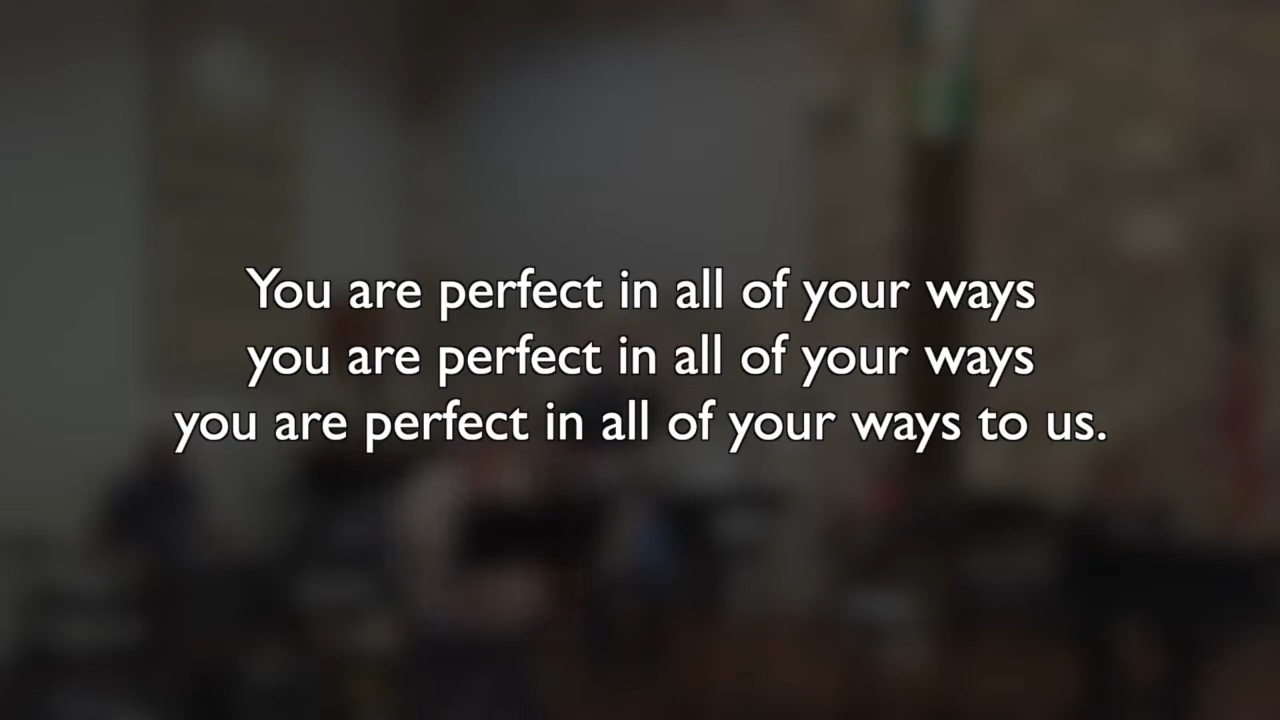 You are perfect in all of your ways
you are perfect in all of your ways
you are perfect in all of your ways to us.